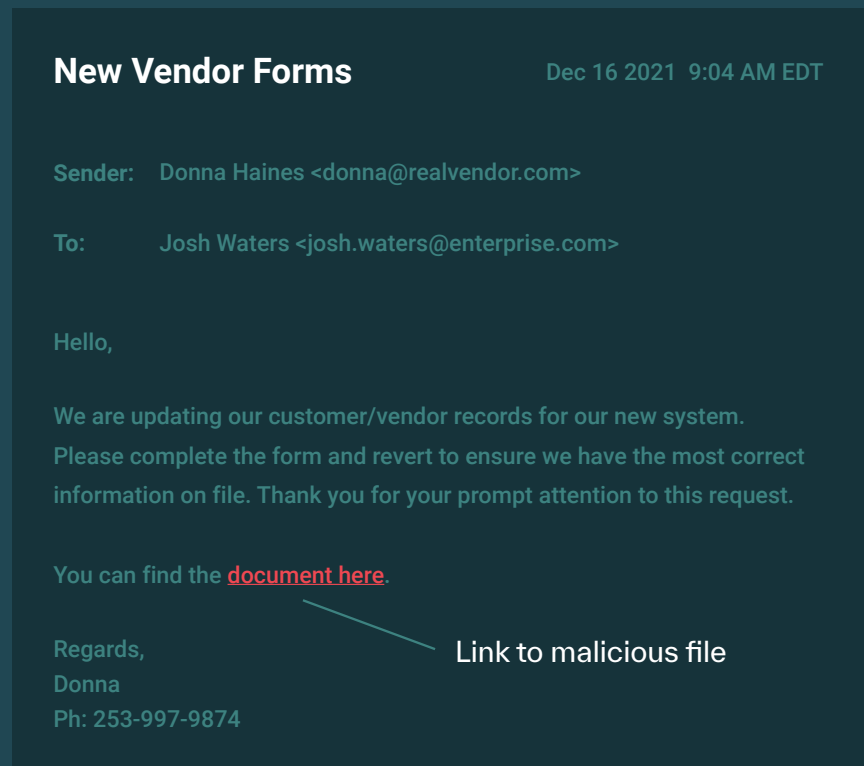 New Vendor Forms
Dec 16 2021 9:04 AM EDT
Sender: Donna Haines <donna@realvendor.com>
To: Josh Waters <josh.waters@enterprise.com>
Hello,
We are updating our customer/vendor records for our new system.
Please complete the form and revert to ensure we have the most correct
information on file. Thank you for your prompt attention to this request.
You can find the document here.
Link to malicious file
Regards,
Donna
Ph: 253-997-9874